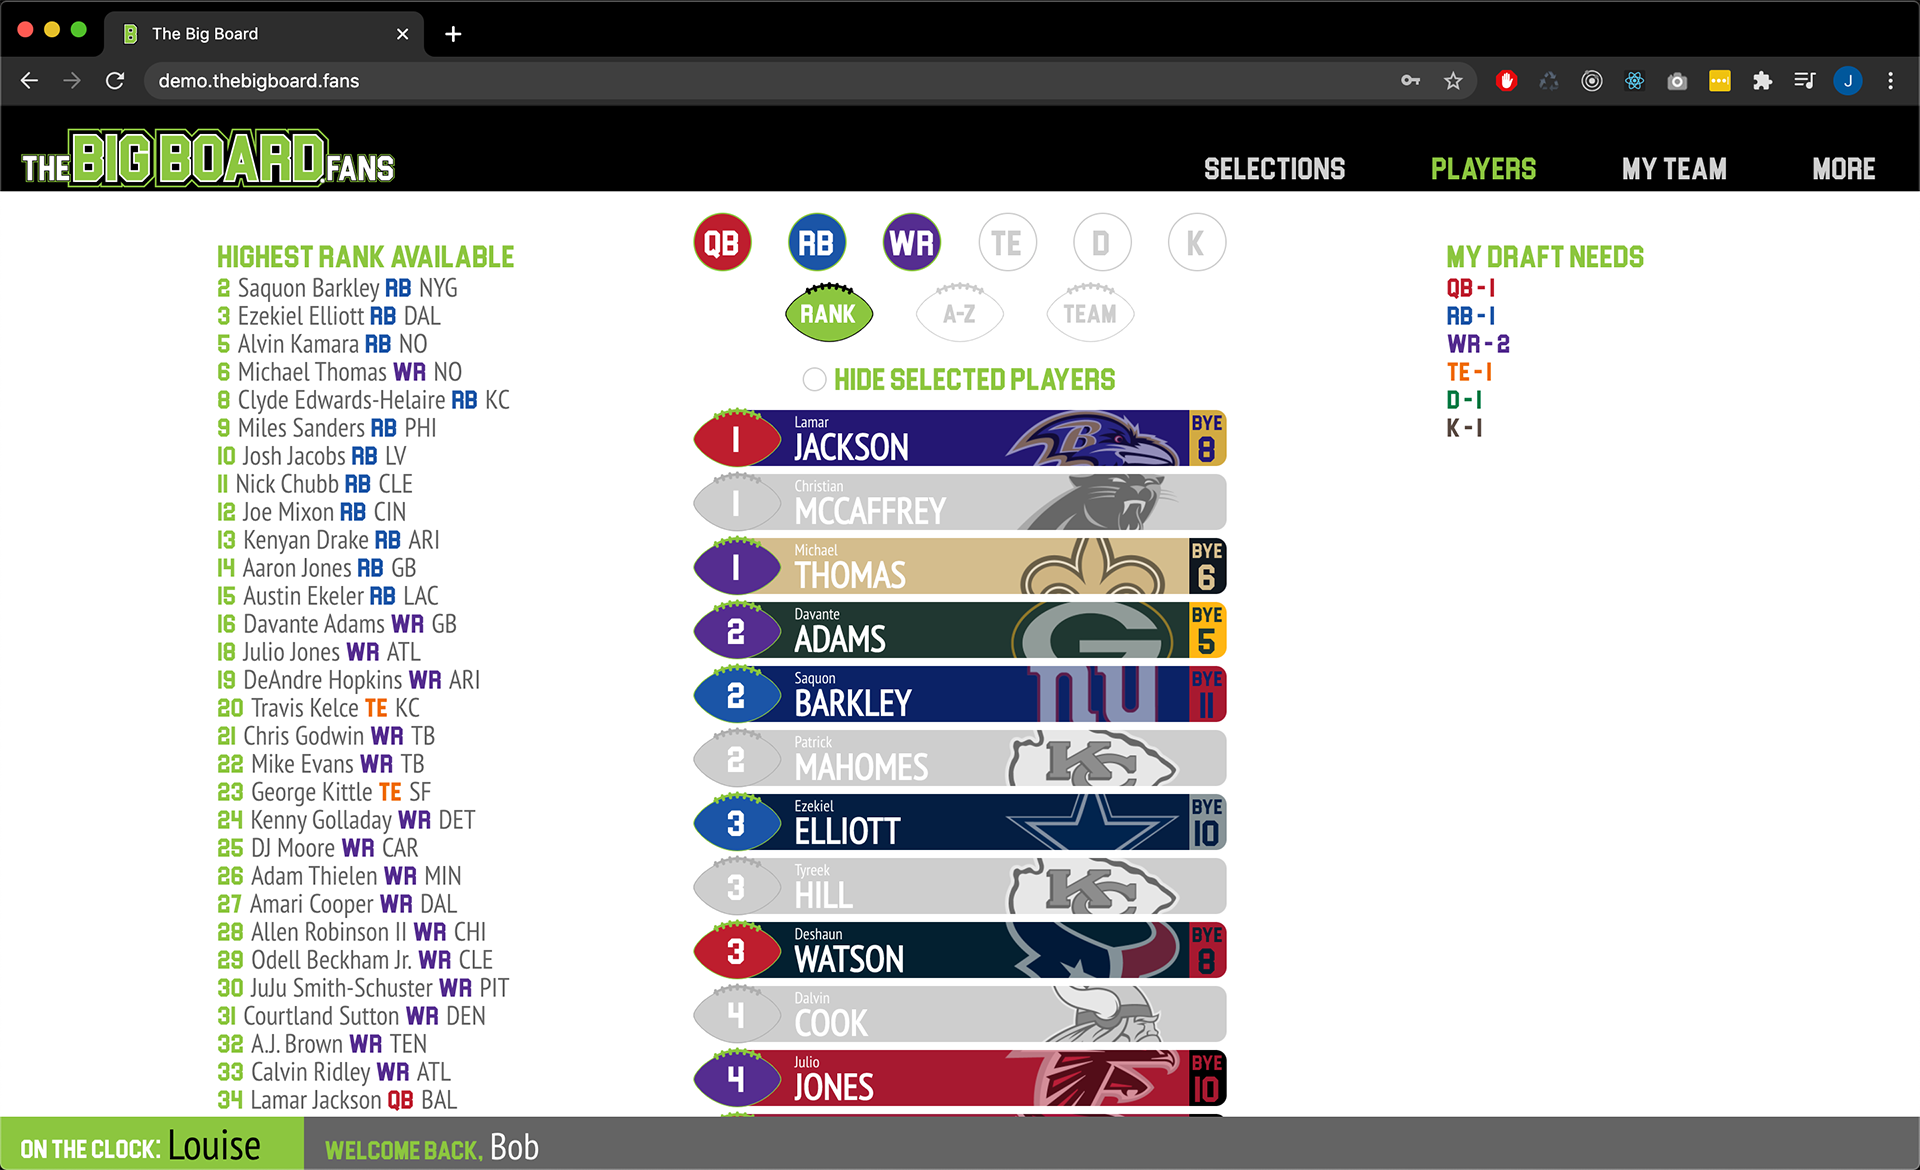 The Big Board
demo.thebigboard.fans
J
THE BIG BOARD.FANS
SELECTIONS PLAYERS MY TEAM MORE
HIGHEST RANK AVAILABLE
2 Saquon Barkley RB NYG
3 Ezekiel Elliott RB DAL
5 Alvin Kamara RB NO
6 Michael Thomas WR NO
8 Clyde Edwards-Helaire RB KC
9 Miles Sanders RB PHI
10 Josh Jacobs RB LV
11 Nick Chubb RB CLE
12 Joe Mixon RB CIN
13 Kenyan Drake RB ARI
14 Aaron Jones RB GB
15 Austin Ekeler RB LAC
16 Davante Adams WR GB
18 Julio Jones WR ATL
19 DeAndre Hopkins WR ARI
20 Travis Kelce TE KC
21 Chris Godwin WR TB
22 Mike Evans WR TB
23 George Kittle TE SF
24 Kenny Golladay WR DET
25 DJ Moore WR CAR
26 Adam Thielen WR MIN
27 Amari Cooper WR DAL
28 Allen Robinson II WR CHI
29 Odell Beckham Jr. WR CLE
30 JuJu Smith-Schuster WR PIT
31 Courtland Sutton WR DEN
32 A.J. Brown WR TEN
33 Calvin Ridley WR ATL
34 Lamar Jackson QB BAL
QB RB WR TE D K
RANK A-Z TEAM
HIDE SELECTED PLAYERS
1 Lamar JACKSON B BYE 8
1 Christian MCCAFFREY
1 Michael THOMAS BYE 6
2 Davante ADAMS G BYE 5
2 Saquon BARKLEY ny BYE 11
2 Patrick MAHOMES KC
3 Ezekiel ELLIOTT BYE 10
3 Tyreek HILL KC
3 Deshaun WATSON BYE 8
4 Dalvin COOK
4 Julio JONES BYE 10
MY DRAFT NEEDS
QB - 1
RB - 1
WR - 2
TE - 1
D - 1
K - 1
ON THE CLOCK: Louise
WELCOME BACK, Bob